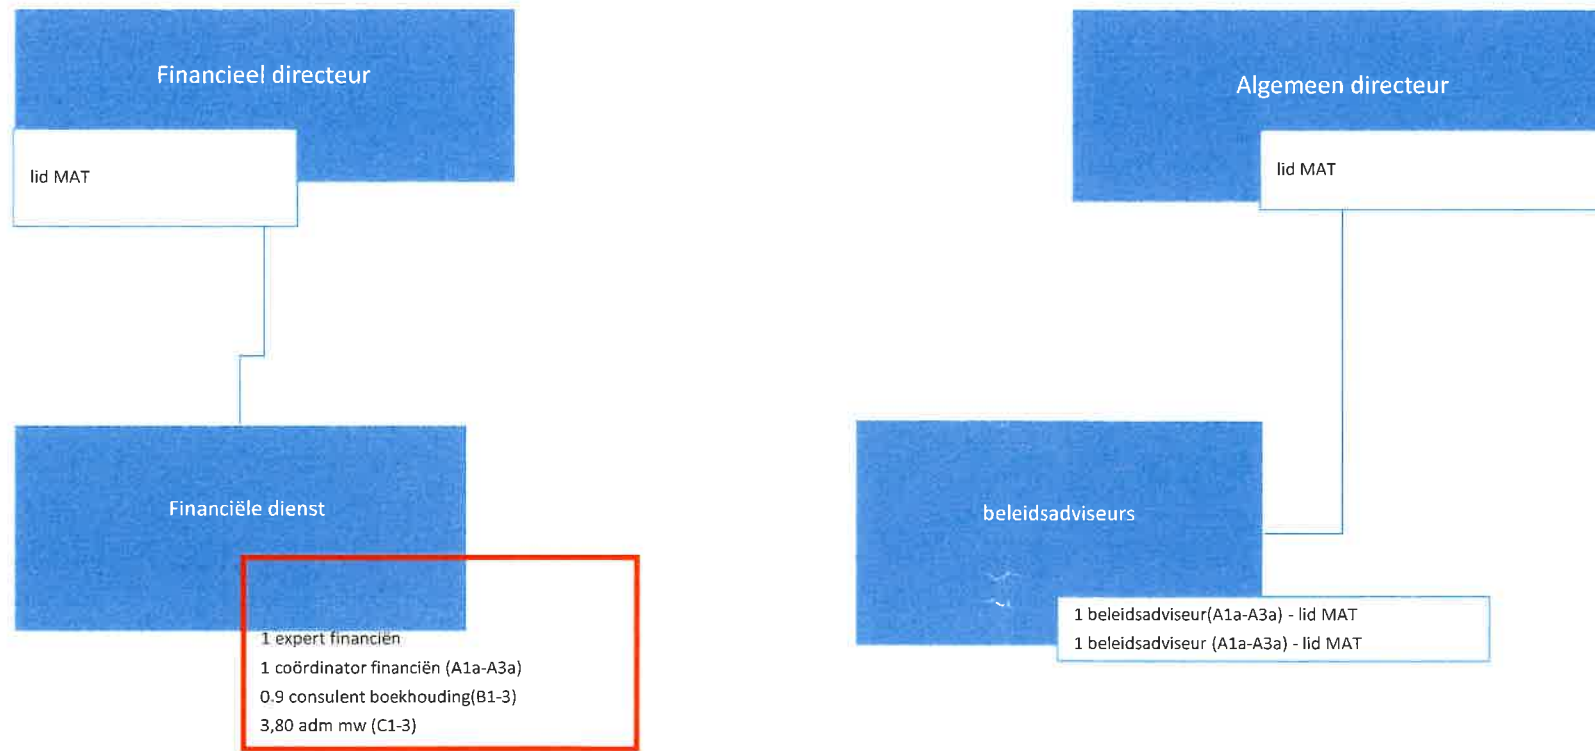 Financieel directeur
lid MAT
Algemeen directeur
lid MAT
Financiële dienst
1 expert financiën
1 coördinator financiën (A1a-A3a)
0,9 consulent boekhouding(B1-3)
3,80 adm mw (C1-3)
beleidsadviseurs
1 beleidsadviseur(A1a-A3a) - lid MAT
1 beleidsadviseur (A1a-A3a) - lid MAT